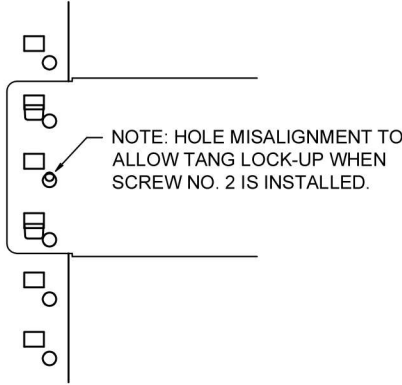 NOTE: HOLE MISALIGNMENT TO
ALLOW TANG LOCK-UP WHEN
SCREW NO. 2 IS INSTALLED.